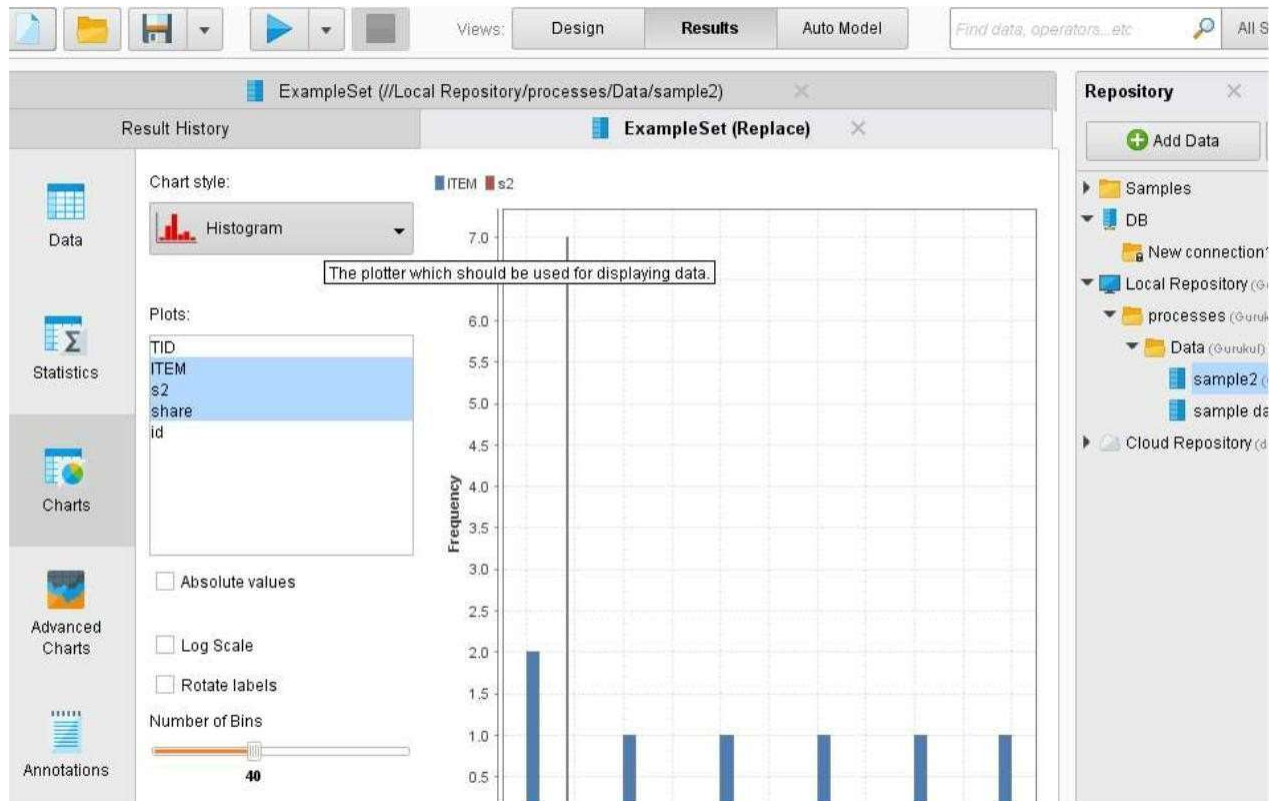 Views:
Design
Results
Auto Model
Find data, operators...etc
All S
ExampleSet (//Local Repository/processes/Data/sample2)
Result History
ExampleSet (Replace)
Data
Statistics
Charts
Advanced
Charts
Annotations
Chart style:
Histogram
The plotter which should be used for displaying data.
Plots:
TID
ITEM
s2
share
id
Absolute values
Log Scale
Rotate labels
Number of Bins
40
ITEM s2
Frequency
7.0
6.0
5.5
5.0
4.5
4.0
3.5
3.0
2.5
2.0
1.5
1.0
0.5
Repository
Add Data
Samples
DB
New connection
Local Repository
processes (Guruk
Data (Gurukul)
sample2
sample da
Cloud Repository (d